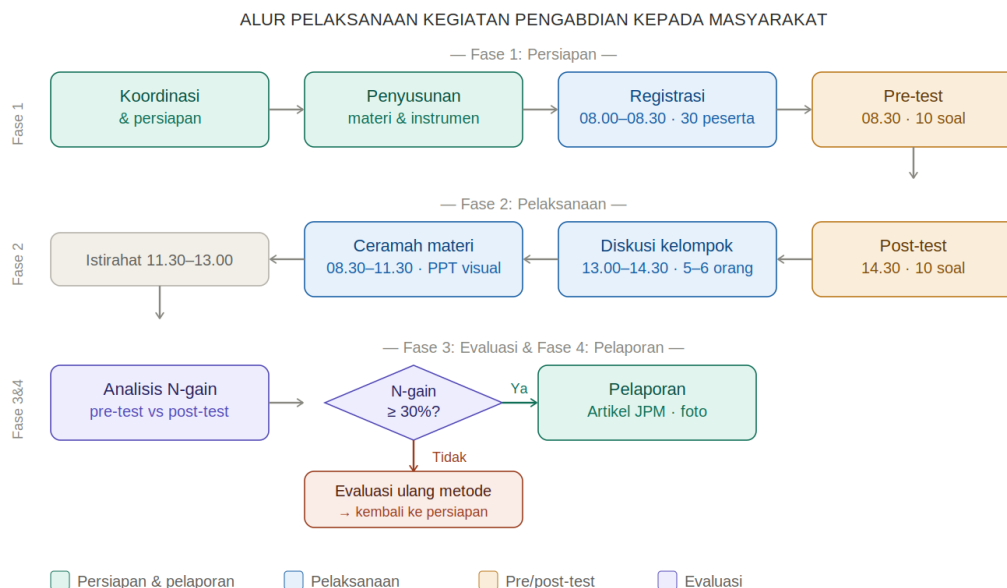 ALUR PELAKSANAAN KEGIATAN PENGABDIAN KEPADA MASYARAKAT
— Fase 1: Persiapan —
Fase 1
Koordinasi
& persiapan
Penyusunan
materi & instrumen
Registrasi
08.00–08.30 · 30 peserta
Pre-test
08.30 · 10 soal
— Fase 2: Pelaksanaan —
Fase 2
Istirahat 11.30–13.00
Ceramah materi
08.30–11.30 · PPT visual
Diskusi kelompok
13.00–14.30 · 5–6 orang
Post-test
14.30 · 10 soal
— Fase 3: Evaluasi & Fase 4: Pelaporan —
Fase 3&4
Analisis N-gain
pre-test vs post-test
N-gain
≥ 30%?
Ya
Pelaporan
Artikel JPM · foto
Tidak
Evaluasi ulang metode
→ kembali ke persiapan
Persiapan & pelaporan
Pelaksanaan
Pre/post-test
Evaluasi